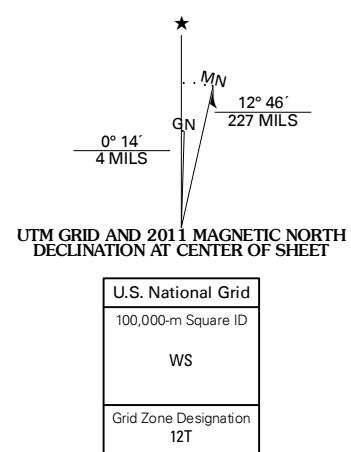 ★
MN
12° 46´
227 MILS
GN
0° 14´
4 MILS
UTM GRID AND 2011 MAGNETIC NORTH
DECLINATION AT CENTER OF SHEET
U.S. National Grid
100,000-m Square ID
WS
Grid Zone Designation
12T